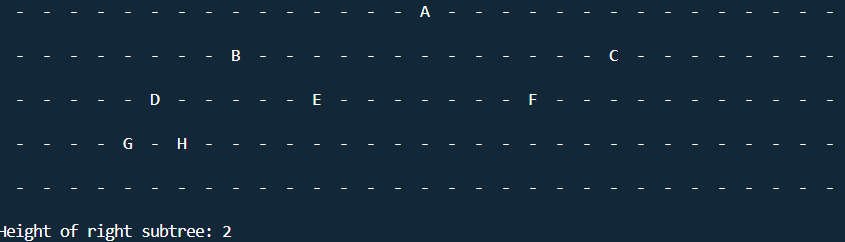 - - - - - - - - - - - - - - - A - - - - - - - - - - - - - - -
- - - - - - - - B - - - - - - - - - - - - - C - - - - - - - -
- - - - - D - - - - - E - - - - - - - F - - - - - - - - - - -
- - - - G - H - - - - - - - - - - - - - - - - - - - - - - - -
- - - - - - - - - - - - - - - - - - - - - - - - - - - - - - -
Height of right subtree: 2